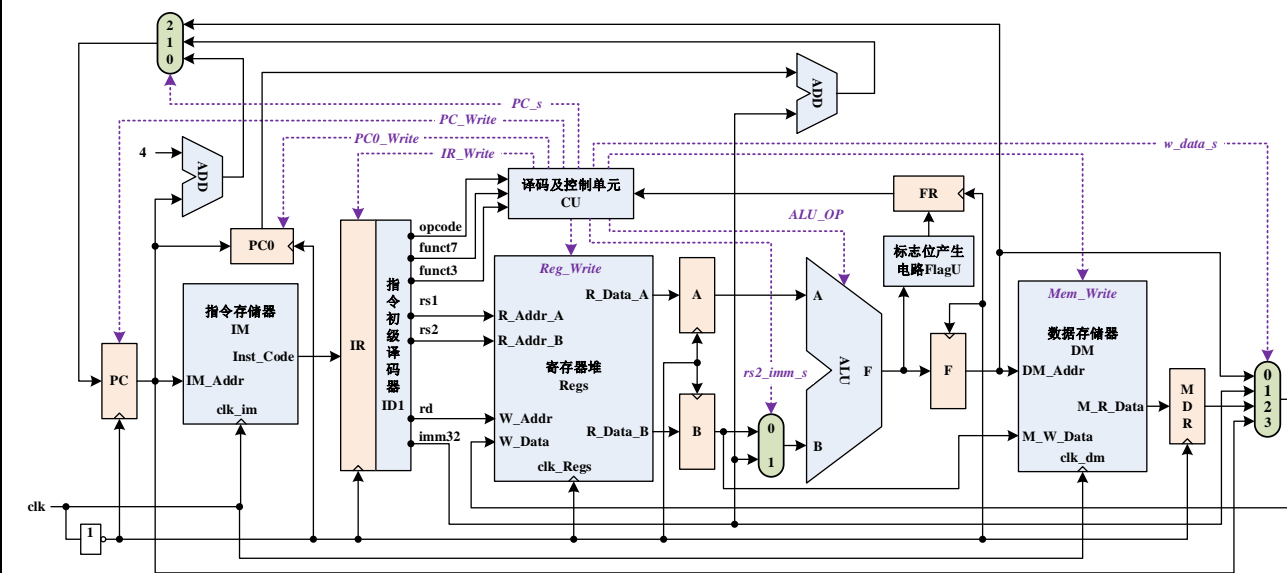 2
1
0
PC_s
PC_Write
PC0_Write
IR_Write
4
ADD
ADD
w_data_s
译码及控制单元
CU
FR
ALU_OP
标志位产生
电路FlagU
PC0
opcode
funct7
funct3
rs1
rs2
rd
imm32
指令存储器
IM
Inst_Code
IM_Addr
clk_im
PC
IR
指
令
初
级
译
码
器
ID1
Reg_Write
R_Data_A
R_Addr_A
R_Addr_B
寄存器堆
Regs
W_Addr
R_Data_B
W_Data
clk_Regs
A
B
rs2_imm_s
0
1
A
ALU
F
B
F
Mem_Write
数据存储器
DM
DM_Addr
M_R_Data
M_W_Data
clk_dm
M
D
R
0
1
2
3
clk
1